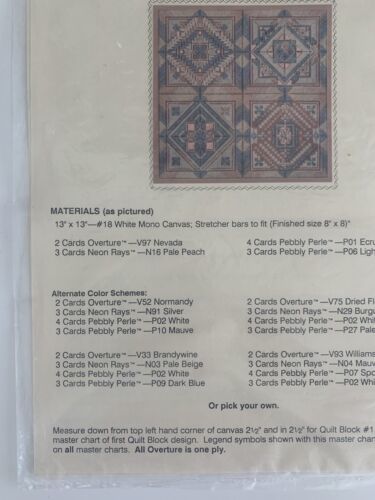 MATERIALS (as pictured)
13" x 13"—#18 White Mono Canvas; Stretcher bars to fit (Finished size 8" x 8)"
2 Cards Overture™—V97 Nevada
3 Cards Neon Rays™—N16 Pale Peach
4 Cards Pebbly Perle™—P01 Ecru
3 Cards Pebbly Perle™—P06
Alternate Color Schemes:
2 Cards Overture™—V52 Normandy
3 Cards Neon Rays™—N91 Silver
4 Cards Pebbly Perle™—P02 White
3 Cards Pebbly Perle™—P10 Mauve
2 Cards Overture™—V75 Dried
3 Cards Neon Rays™—N29
4 Cards Pebbly Perle™—P02
3 Cards Pebbly Perle™—P27 Pale
2 Cards Overture™—V33 Brandywine
3 Cards Neon Rays™—N03 Pale Beige
4 Cards Pebbly Perle™—P02 White
3 Cards Pebbly Perle™—P09 Dark Blue
2 Cards Overture™—V93 Williams
3 Cards Neon Rays™—N04
4 Cards Pebbly Perle™—P07
3 Cards Pebbly Perle™—P02
Or pick your own.
Measure down from top left hand corner of canvas 2½" and in 2½" for Quilt Block #1
master chart of first Quilt Block design. Legend symbols shown with this master chart
on all master charts. All Overture is one ply.